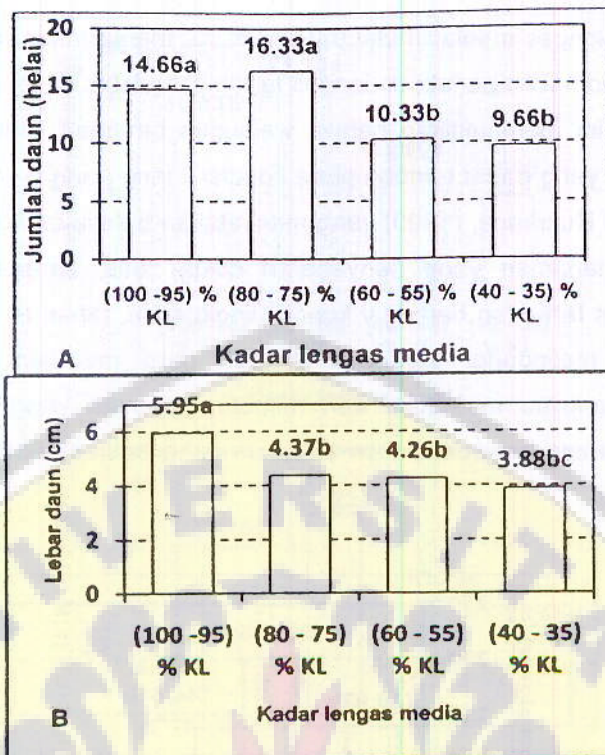 Jumlah daun (helai)
20
15
10
5
0
14.66a
16.33a
10.33b
9.66b
(100 -95) % KL
(80 - 75) % KL
(60 - 55) % KL
(40 - 35) % KL
A
Kadar lengas media
Lebar daun (cm)
6
4
2
0
5.95a
4.37b
4.26b
3.88bc
(100 -95) % KL
(80 - 75) % KL
(60 - 55) % KL
(40 - 35) % KL
B
Kadar lengas media